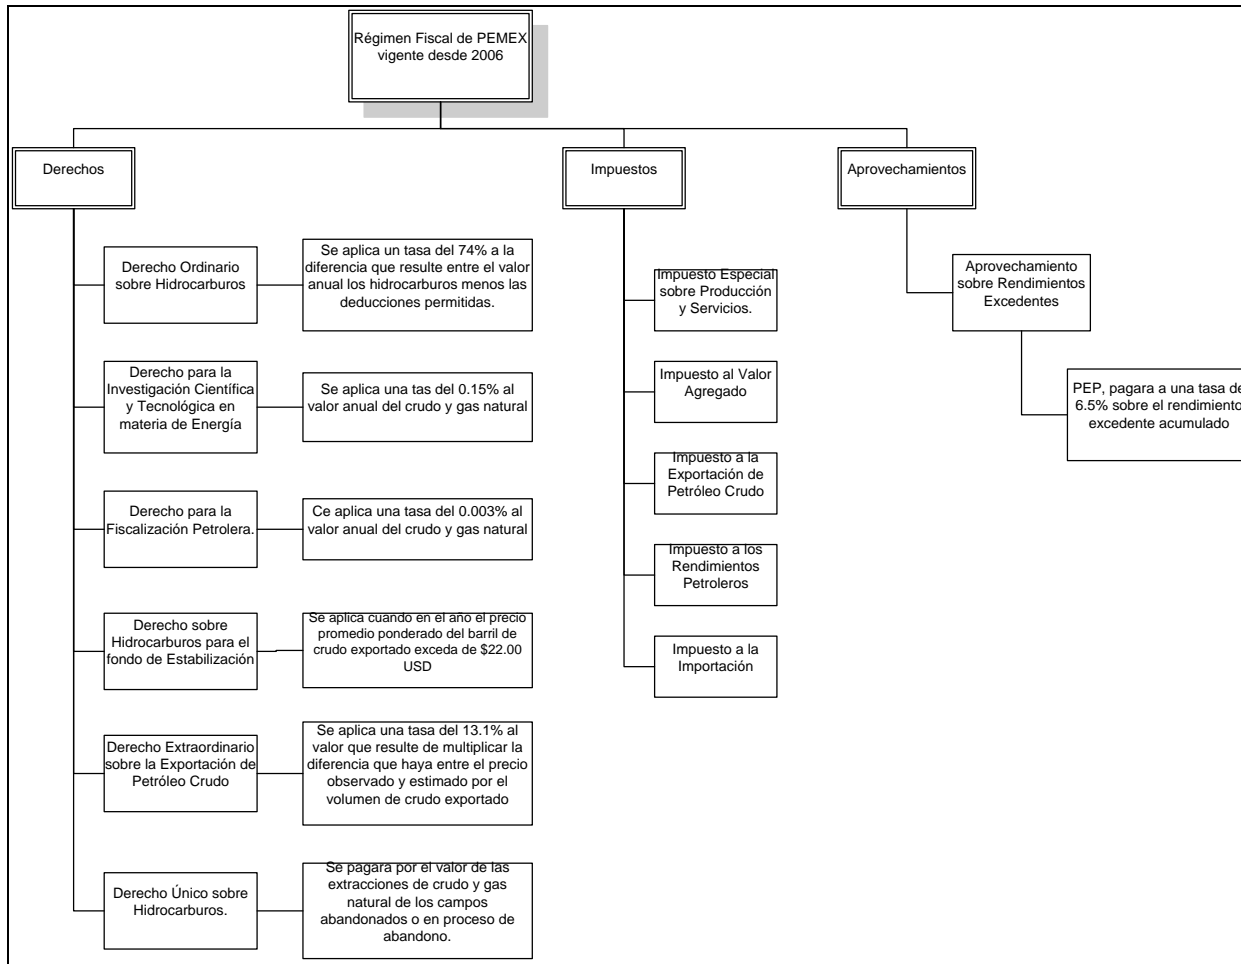 Régimen Fiscal de PEMEX
vigente desde 2006
Derechos
Impuestos
Aprovechamientos
Derecho Ordinario
sobre Hidrocarburos
Se aplica un tasa del 74% a la
diferencia que resulte entre el valor
anual los hidrocarburos menos las
deducciones permitidas.
Derecho para la
Investigación Científica
y Tecnológica en
materia de Energía
Se aplica una tas del 0.15% al
valor anual del crudo y gas natural
Derecho para la
Fiscalización Petrolera.
Ce aplica una tasa del 0.003% al
valor anual del crudo y gas natural
Derecho sobre
Hidrocarburos para el
fondo de Estabilización
Se aplica cuando en el año el precio
promedio ponderado del barril de
crudo exportado exceda de $22.00
USD
Derecho Extraordinario
sobre la Exportación de
Petróleo Crudo
Se aplica una tasa del 13.1% al
valor que resulte de multiplicar la
diferencia que haya entre el precio
observado y estimado por el
volumen de crudo exportado
Derecho Único sobre
Hidrocarburos.
Se pagara por el valor de las
extracciones de crudo y gas
natural de los campos
abandonados o en proceso de
abandono.
Impuesto Especial
sobre Producción
y Servicios.
Impuesto al Valor
Agregado
Impuesto a la
Exportación de
Petróleo Crudo
Impuesto a los
Rendimientos
Petroleros
Impuesto a la
Importación
Aprovechamiento
sobre Rendimientos
Excedentes
PEP, pagara a una tasa de
6.5% sobre el rendimiento
excedente acumulado